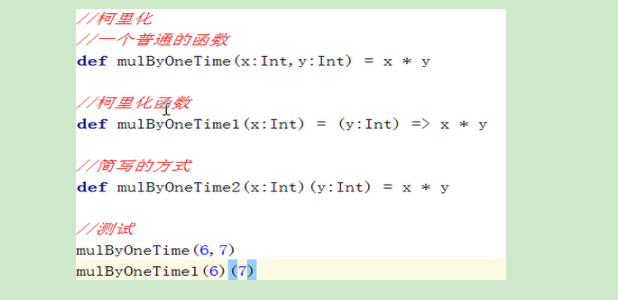 //柯里化
//一个普通的函数
def mulByOneTime(x:Int,y:Int) = x * y
//柯里化函数
def mulByOneTime1(x:Int) = (y:Int) => x * y
//简写的方式
def mulByOneTime2(x:Int)(y:Int) = x * y
//测试
mulByOneTime(6,7)
mulByOneTime1(6)(7)